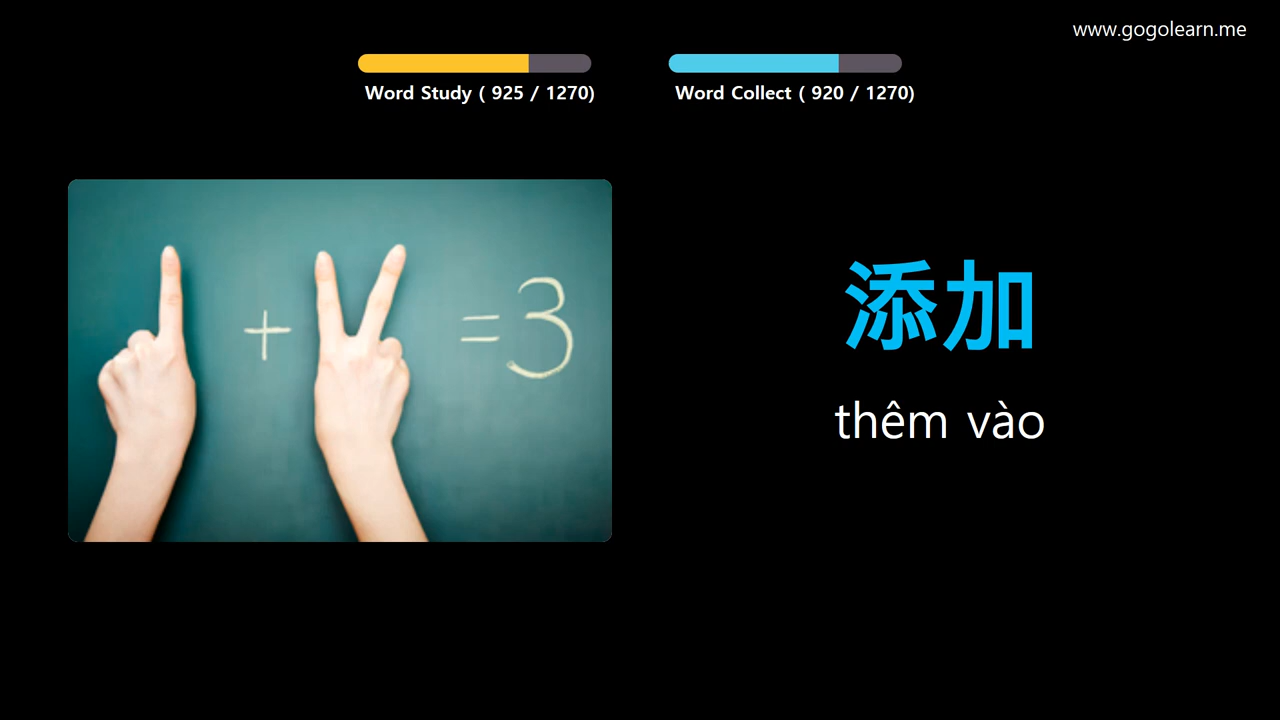 www.gogolearn.me
Word Study ( 925 / 1270)
Word Collect ( 920 / 1270)
+ = 3
添加
thêm vào